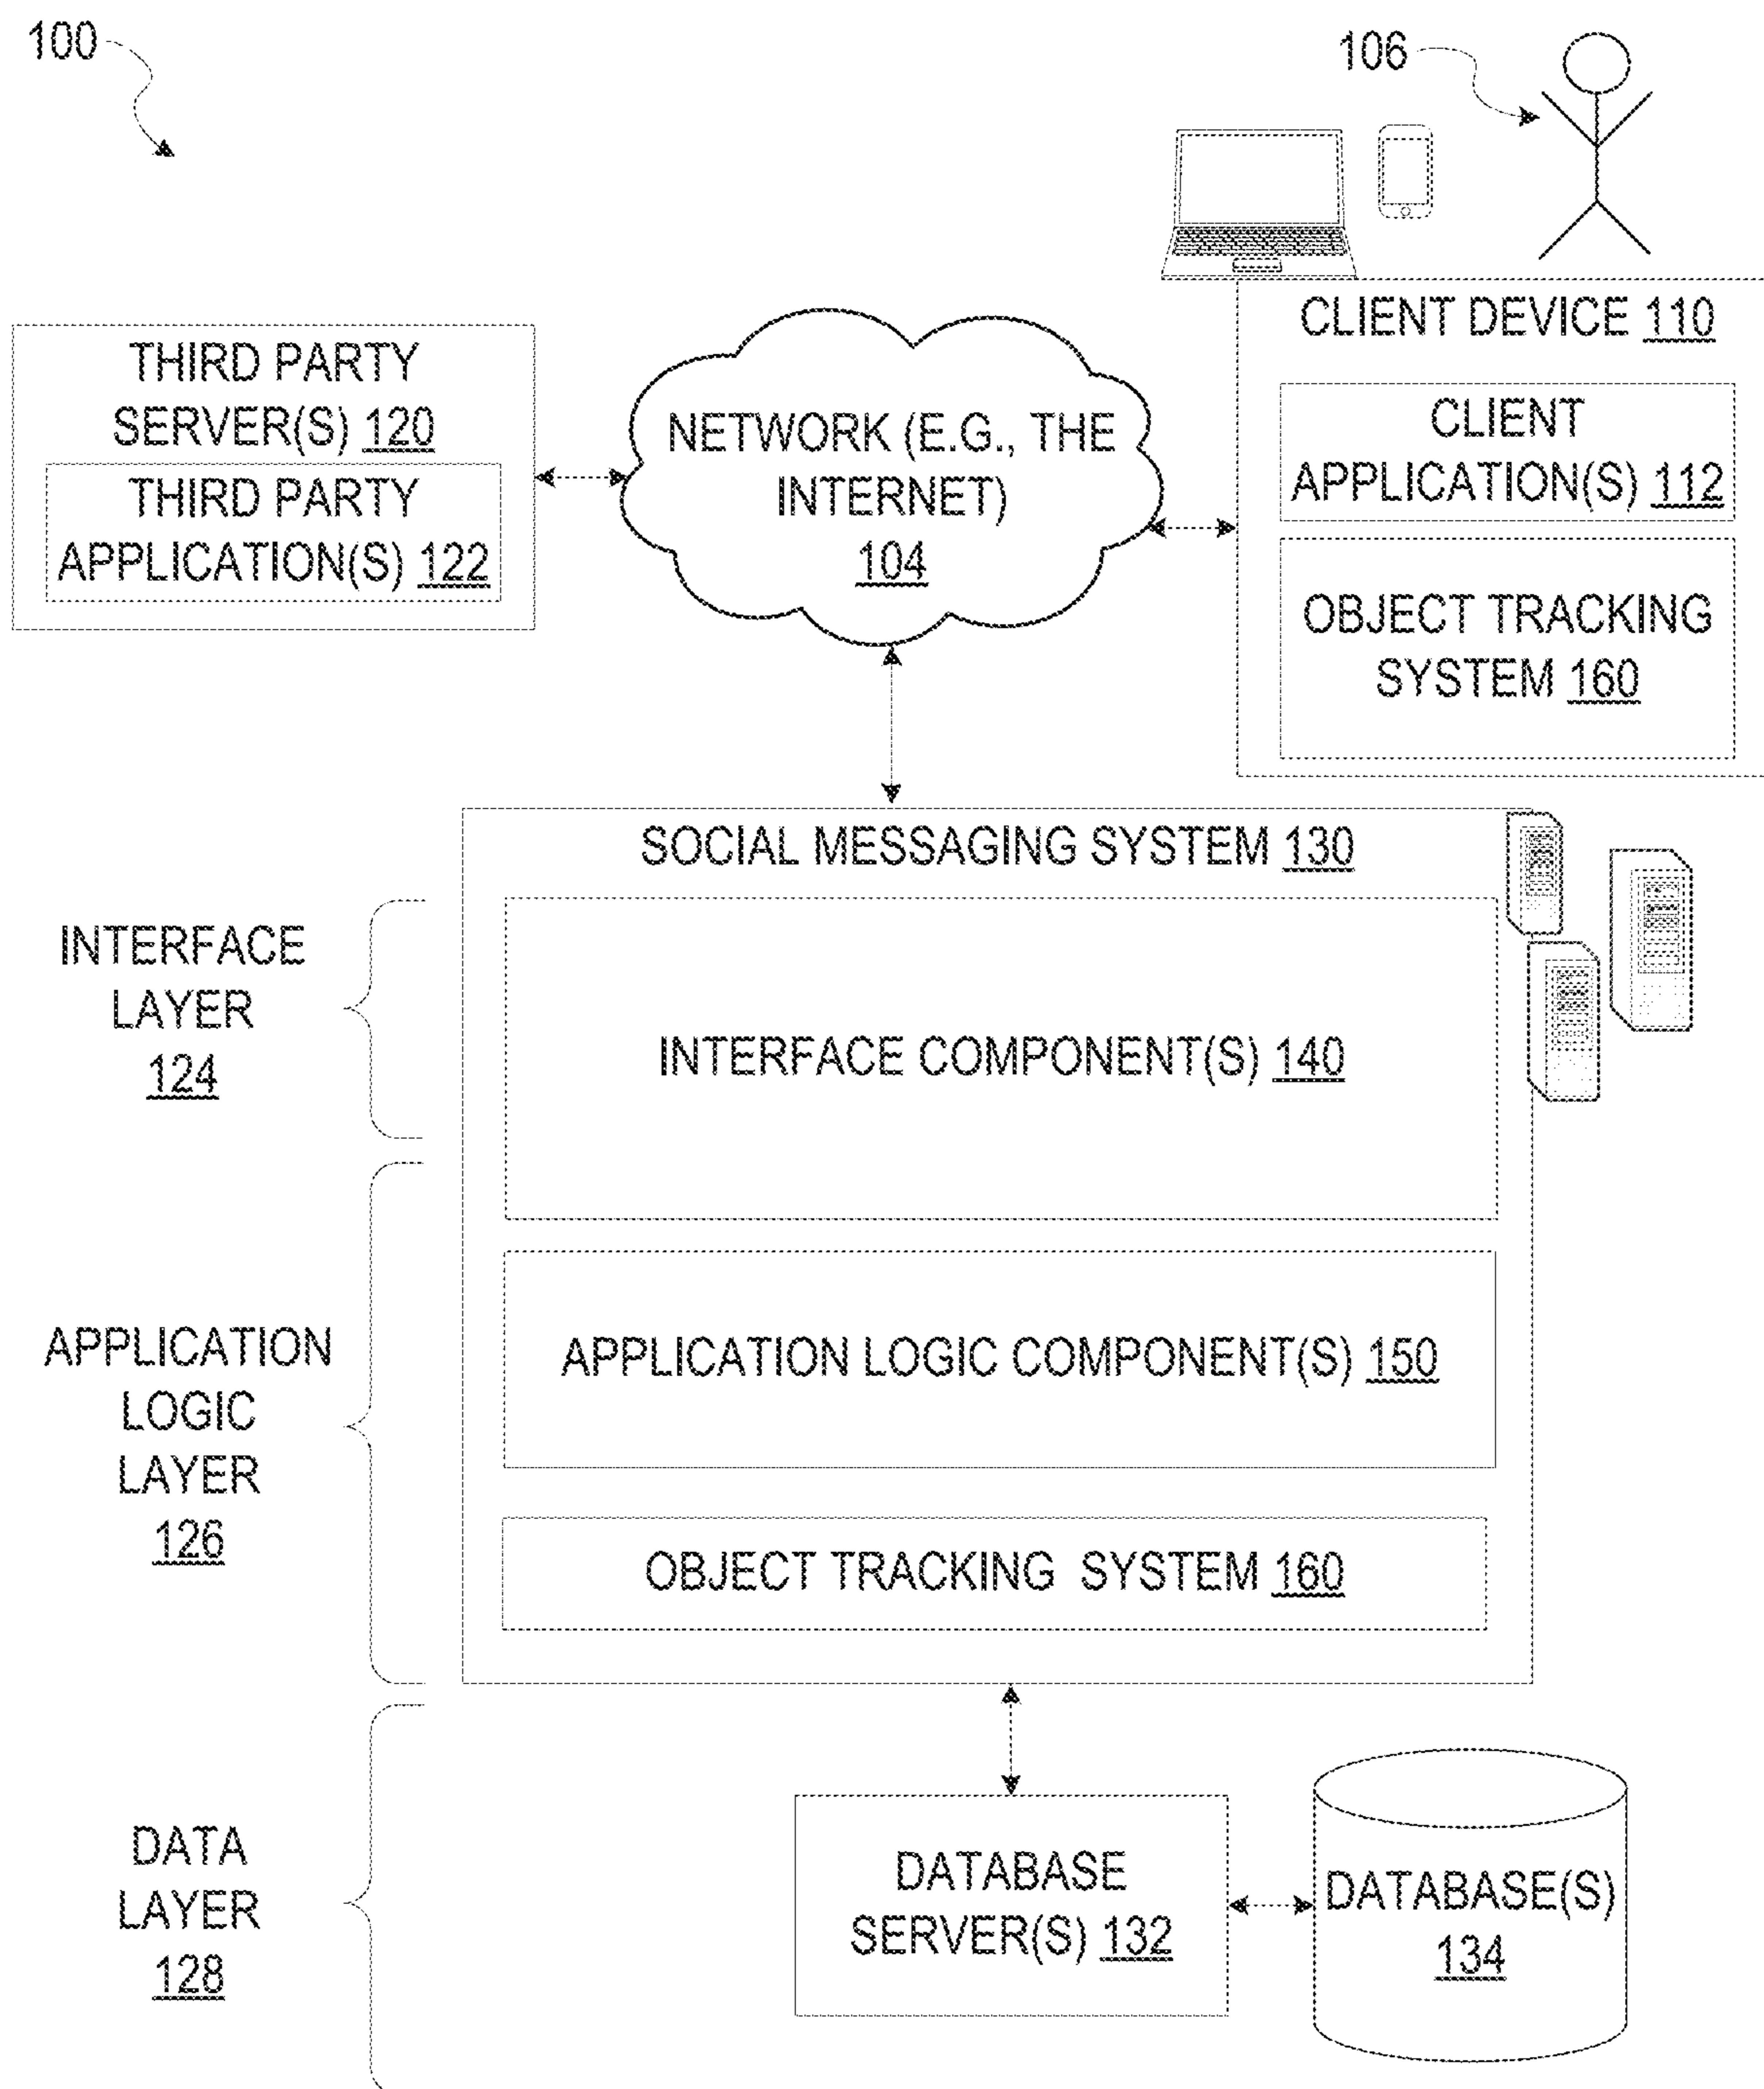 100
106
CLIENT DEVICE 110
CLIENT
APPLICATION(S) 112
OBJECT TRACKING
SYSTEM 160
THIRD PARTY
SERVER(S) 120
THIRD PARTY
APPLICATION(S) 122
NETWORK (E.G., THE
INTERNET)
104
SOCIAL MESSAGING SYSTEM 130
INTERFACE
LAYER
124
INTERFACE COMPONENT(S) 140
APPLICATION
LOGIC
LAYER
126
APPLICATION LOGIC COMPONENT(S) 150
OBJECT TRACKING SYSTEM 160
DATA
LAYER
128
DATABASE
SERVER(S) 132
DATABASE(S)
134